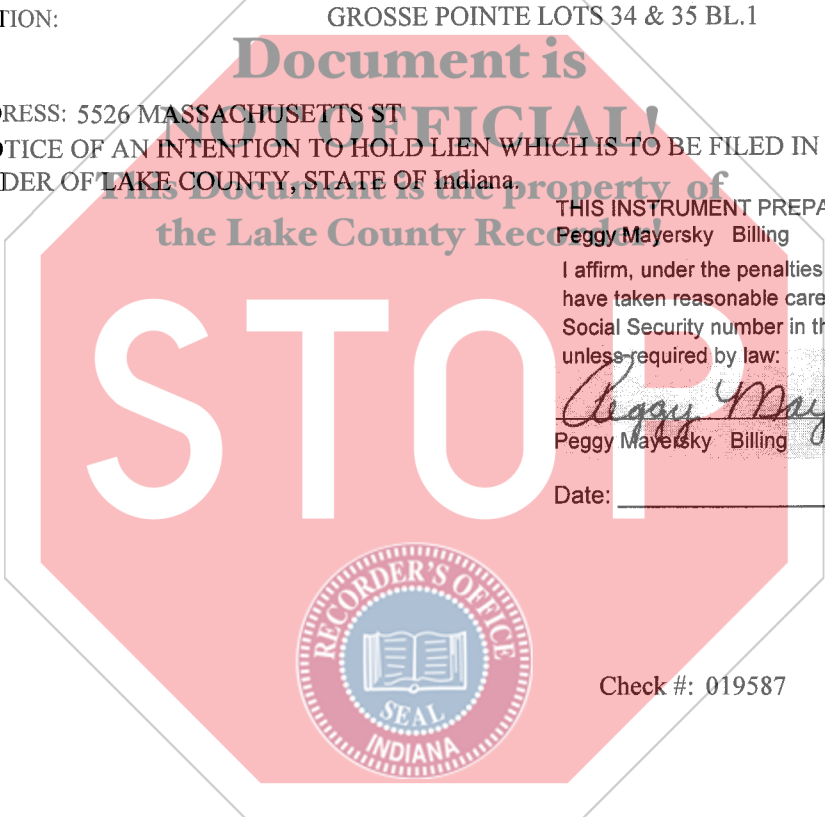 TION: GROSSE POINTE LOTS 34 & 35 BL.1
Document is
RESS: 5526 MASSACHUSETTS ST
NOT OFFICIAL!
OTICE OF AN INTENTION TO HOLD LIEN WHICH IS TO BE FILED IN
DER OF LAKE COUNTY, STATE OF Indiana.
This Document is the property of
the Lake County Recorder!
THIS INSTRUMENT PREPA
Peggy Mayersky Billing
I affirm, under the penalties
have taken reasonable care
Social Security number in th
unless required by law:
Peggy May
Peggy Mayersky Billing
Date:
STOP
RECORDER'S OFFICE
SEAL
INDIANA
Check #: 019587